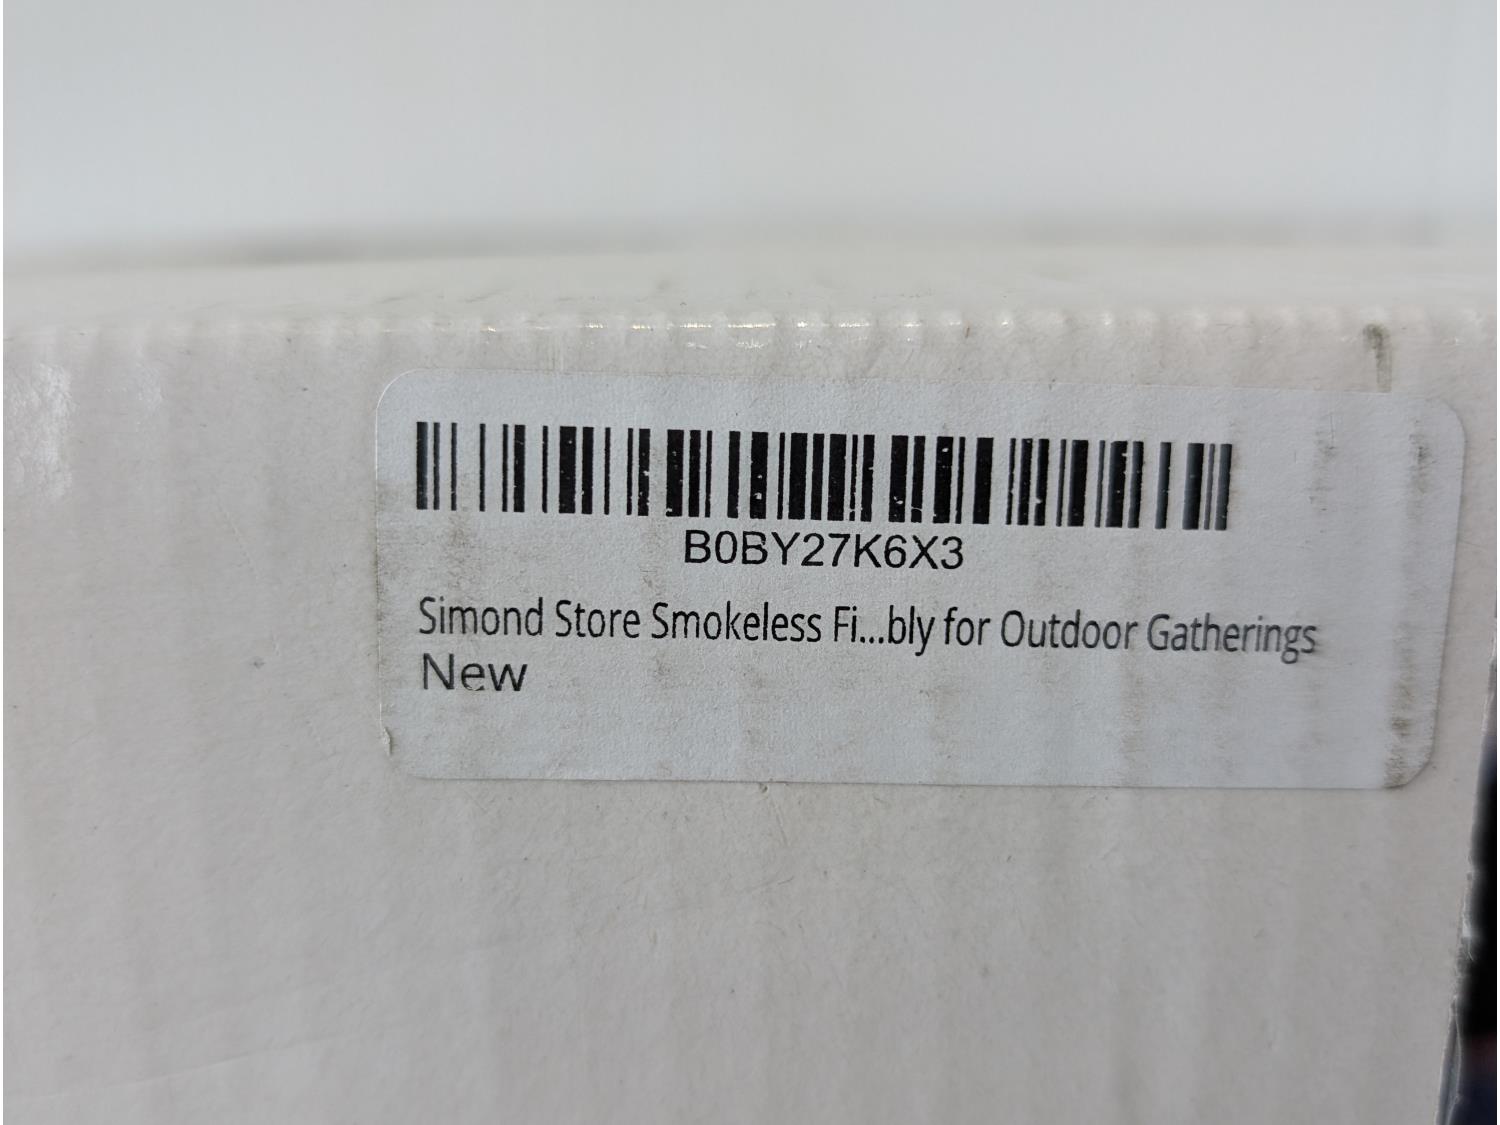 B0BY27K6X3
Simond Store Smokeless Fi...bly for Outdoor Gatherings
New